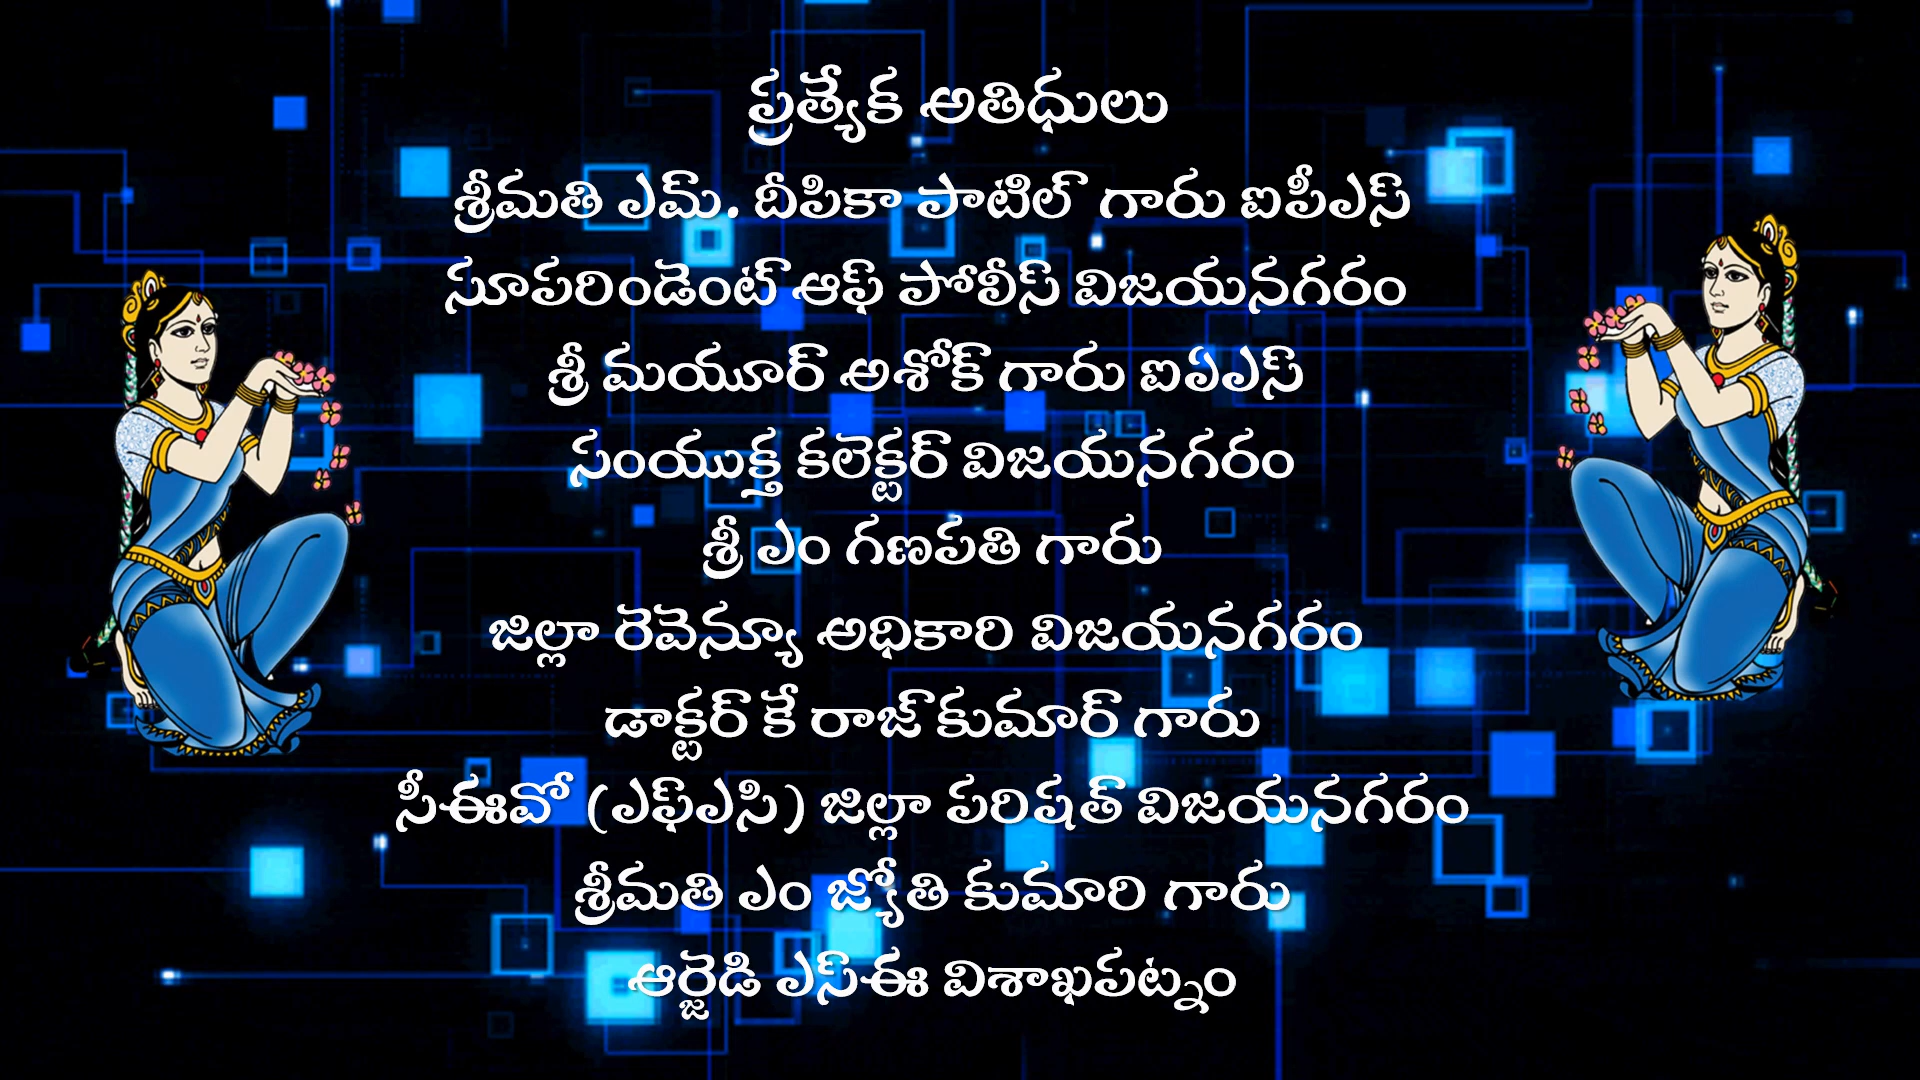 ప్రత్యేక అతిధులు
శ్రీమతి ఎమ్. దీపికా పాటిల్ గారు ఐపీఎస్
సూపరిండెంట్ ఆఫ్ పోలీస్ విజయనగరం
శ్రీ మయూర్ అశోక్ గారు ఐఏఎస్
సంయుక్త కలెక్టర్ విజయనగరం
శ్రీ ఎం గణపతి గారు
జిల్లా రెవెన్యూ అధికారి విజయనగరం
డాక్టర్ కే రాజ్ కుమార్ గారు
సీఈవో (ఎఫ్ఎసి) జిల్లా పరిషత్ విజయనగరం
శ్రీమతి ఎం జ్యోతి కుమారి గారు
ఆర్జెడి ఎస్ఈ విశాఖపట్నం